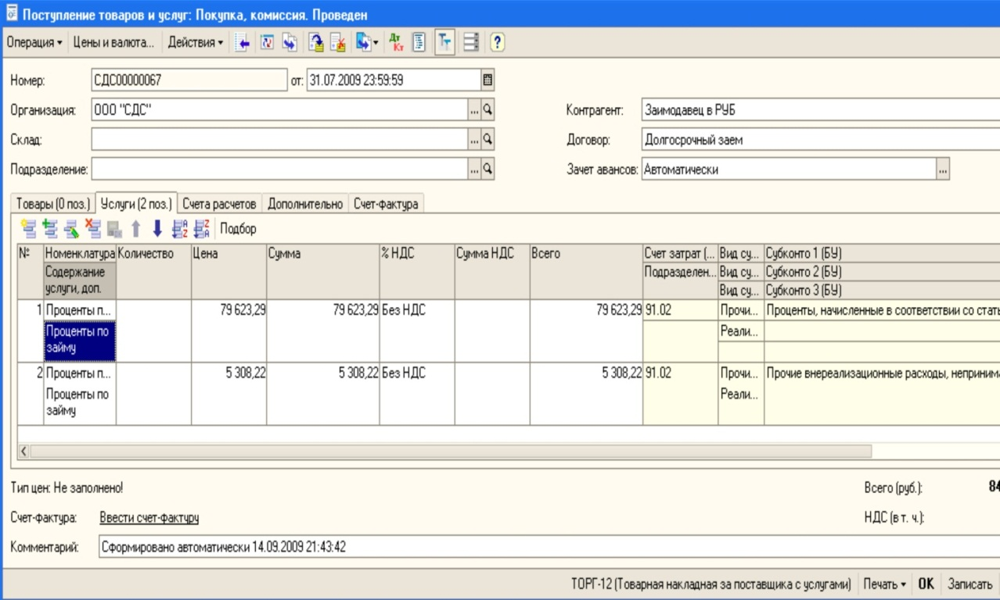 Поступление товаров и услуг: Покупка, комиссия. Проведен
Операция Цены и валюта... Действия Дт Кт Тт ?
Номер: СДС00000067 от: 31.07.2009 23:59:59
Организация: ООО "СДС" ... Контрагент: Заимодавец в РУБ
Склад: ... Договор: Долгосрочный заем
Подразделение: ... Зачет авансов: Автоматически ...
Товары (0 поз.) Услуги (2 поз.) Счета расчетов Дополнительно Счет-фактура
Подбор
№ Номенклатура Количество Цена Сумма % НДС Сумма НДС Всего Счет затрат (... Вид су... Субконто 1 (БУ)
Содержание услуги, доп. Подразделен... Вид су... Субконто 2 (БУ)
Вид су... Субконто 3 (БУ)
1 Проценты п... 79 623,29 79 623,29 Без НДС 79 623,29 91.02 Прочи... Проценты, начисленные в соответствии со стать
Проценты по Реали...
займу
2 Проценты п... 5 308,22 5 308,22 Без НДС 5 308,22 91.02 Прочи... Прочие внереализационные расходы, непринима
Проценты по Реали...
займу
Тип цен: Не заполнено! Всего (руб.): 84
Счет-фактура: Ввести счет-фактуру НДС (в т. ч.):
Комментарий: Сформировано автоматически 14.09.2009 21:43:42
ТОРГ-12 (Товарная накладная за поставщика с услугами) Печать OK Записать